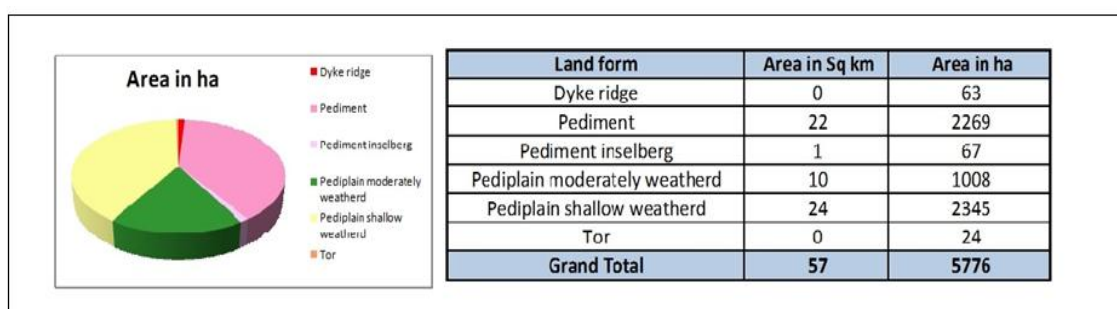 Area in ha
Dyke ridge
Pediment
Pediment inselberg
Pediplain moderately
weatherd
Pediplain shallow
weatherd
Tor
Land form Area in Sq km Area in ha
Dyke ridge 0 63
Pediment 22 2269
Pediment inselberg 1 67
Pediplain moderately weatherd 10 1008
Pediplain shallow weatherd 24 2345
Tor 0 24
Grand Total 57 5776